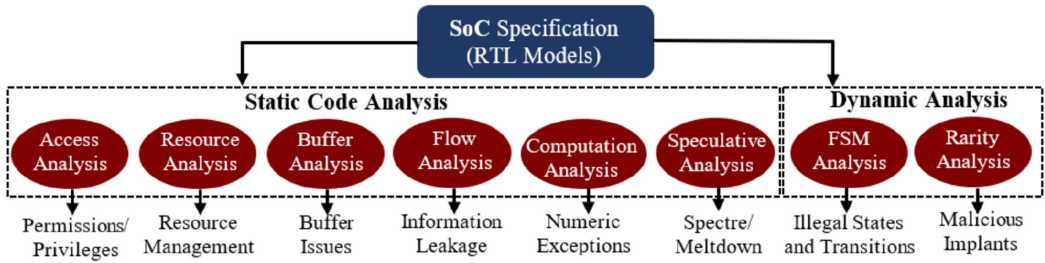 SoC Specification
(RTL Models)
Static Code Analysis
Dynamic Analysis
Access
Analysis
Resource
Analysis
Buffer
Analysis
Flow
Analysis
Computation
Analysis
Speculative
Analysis
FSM
Analysis
Rarity
Analysis
Permissions/
Privileges
Resource
Management
Buffer
Issues
Information
Leakage
Numeric
Exceptions
Spectre/
Meltdown
Illegal States
and Transitions
Malicious
Implants